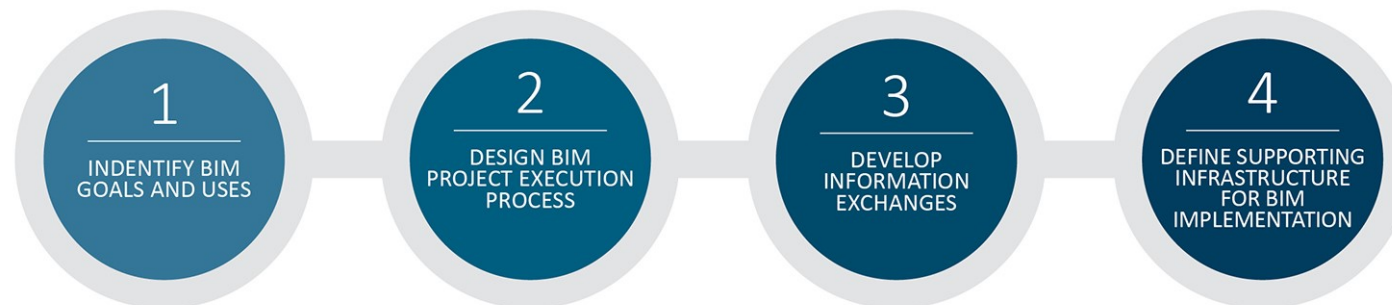 1
INDENTIFY BIM
GOALS AND USES
2
DESIGN BIM
PROJECT EXECUTION
PROCESS
3
DEVELOP
INFORMATION
EXCHANGES
4
DEFINE SUPPORTING
INFRASTRUCTURE
FOR BIM
IMPLEMENTATION